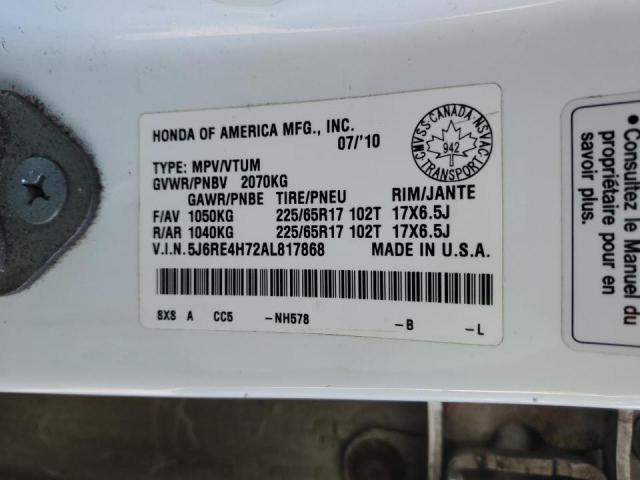 HONDA OF AMERICA MFG., INC.
07/'10
TYPE: MPV/VTUM
GVWR/PNBV 2070KG
GAWR/PNBE TIRE/PNEU RIM/JANTE
F/AV 1050KG 225/65R17 102T 17X6.5J
R/AR 1040KG 225/65R17 102T 17X6.5J
V.I.N. 5J6RE4H72AL817868 MADE IN U.S.A.
SXS A CC5 -NH578 -B -L
CMVSS-CANADA-NSVAC
942
TRANSPORT
•Consultez le Manuel du
propriétaire pour en
savoir plus.